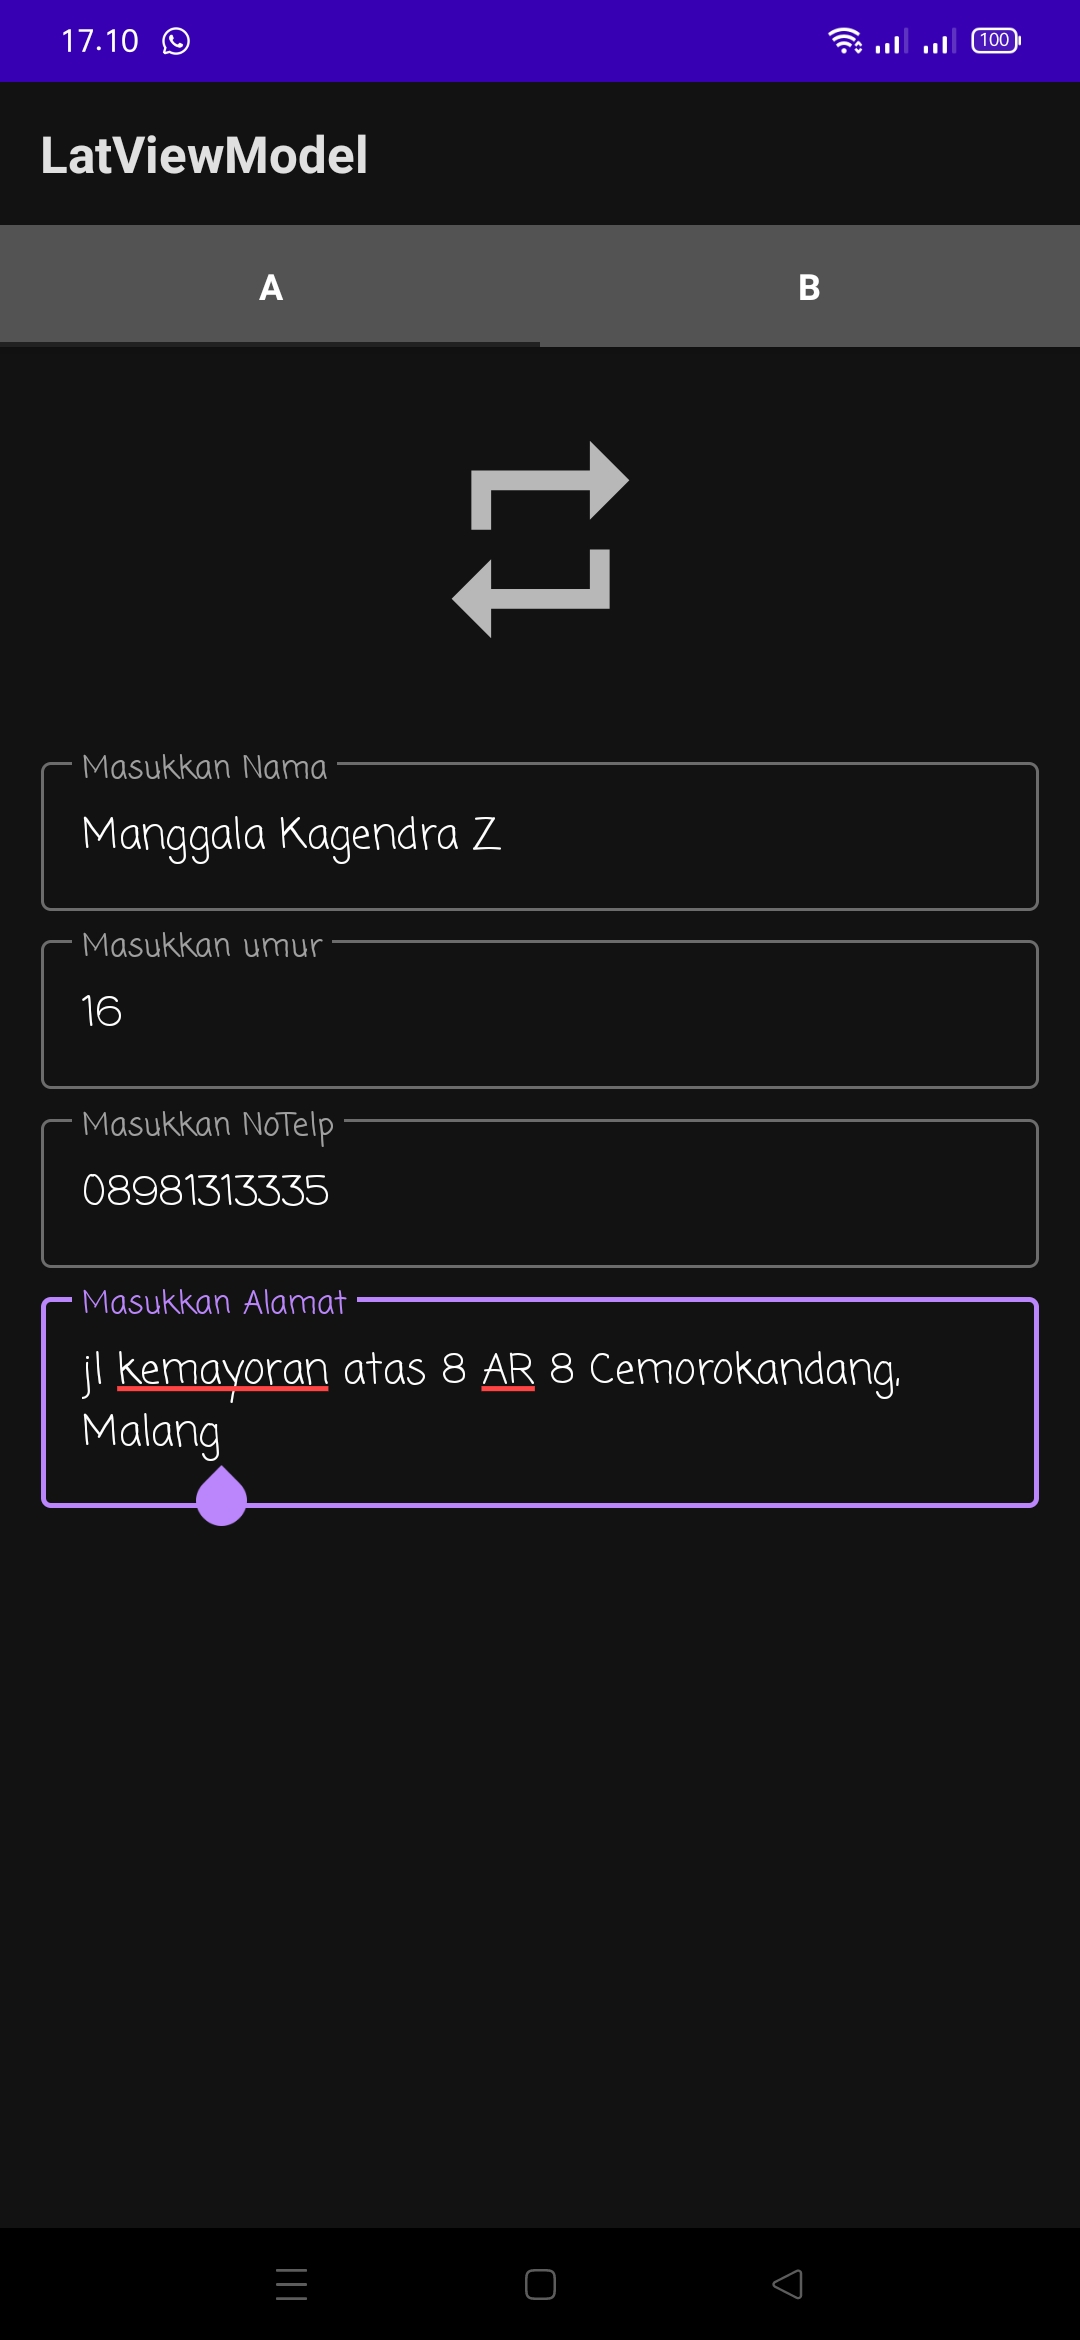 17.10
100
LatViewModel
A B
Masukkan Nama
Manggala Kagendra Z
Masukkan umur
16
Masukkan NoTelp
08981313335
Masukkan Alamat
jl kemayoran atas 8 AR 8 Cemorokandang,
Malang